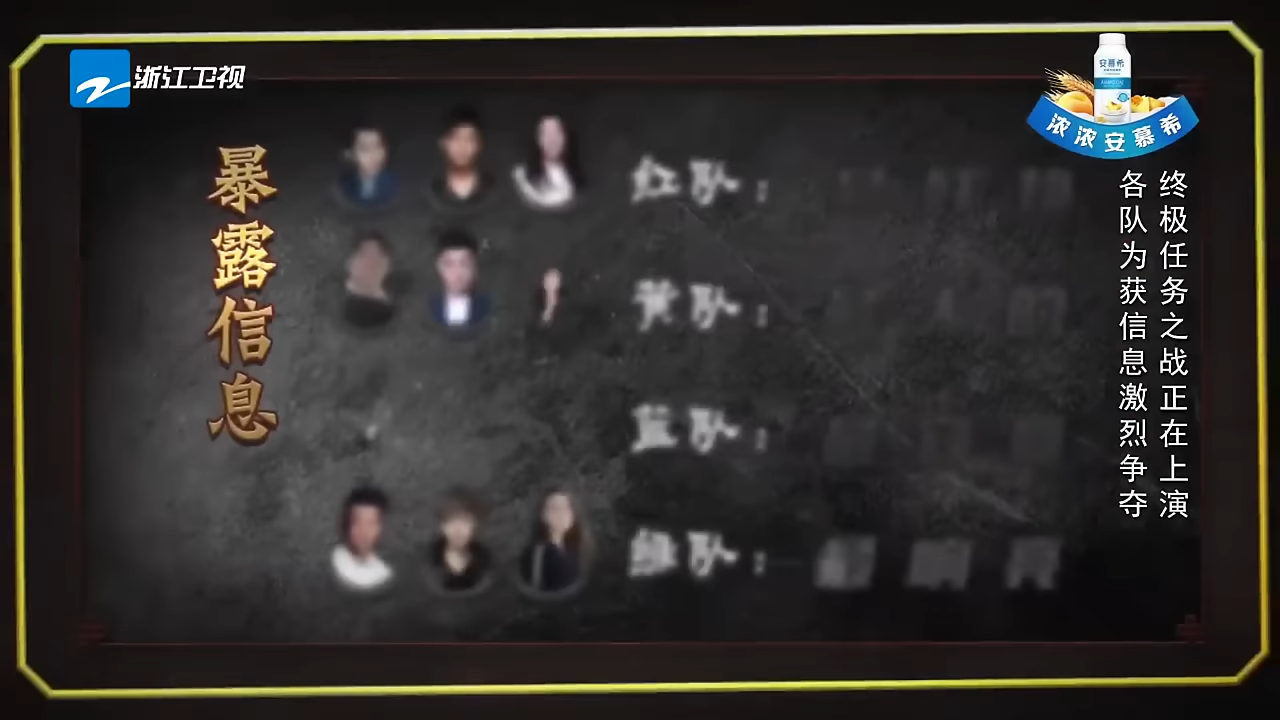 浙江卫视
安慕希
浓浓安慕希
暴露信息
红队：
黄队：
蓝队：
绿队：
终极任务之战正在上演
各队为获信息激烈争夺